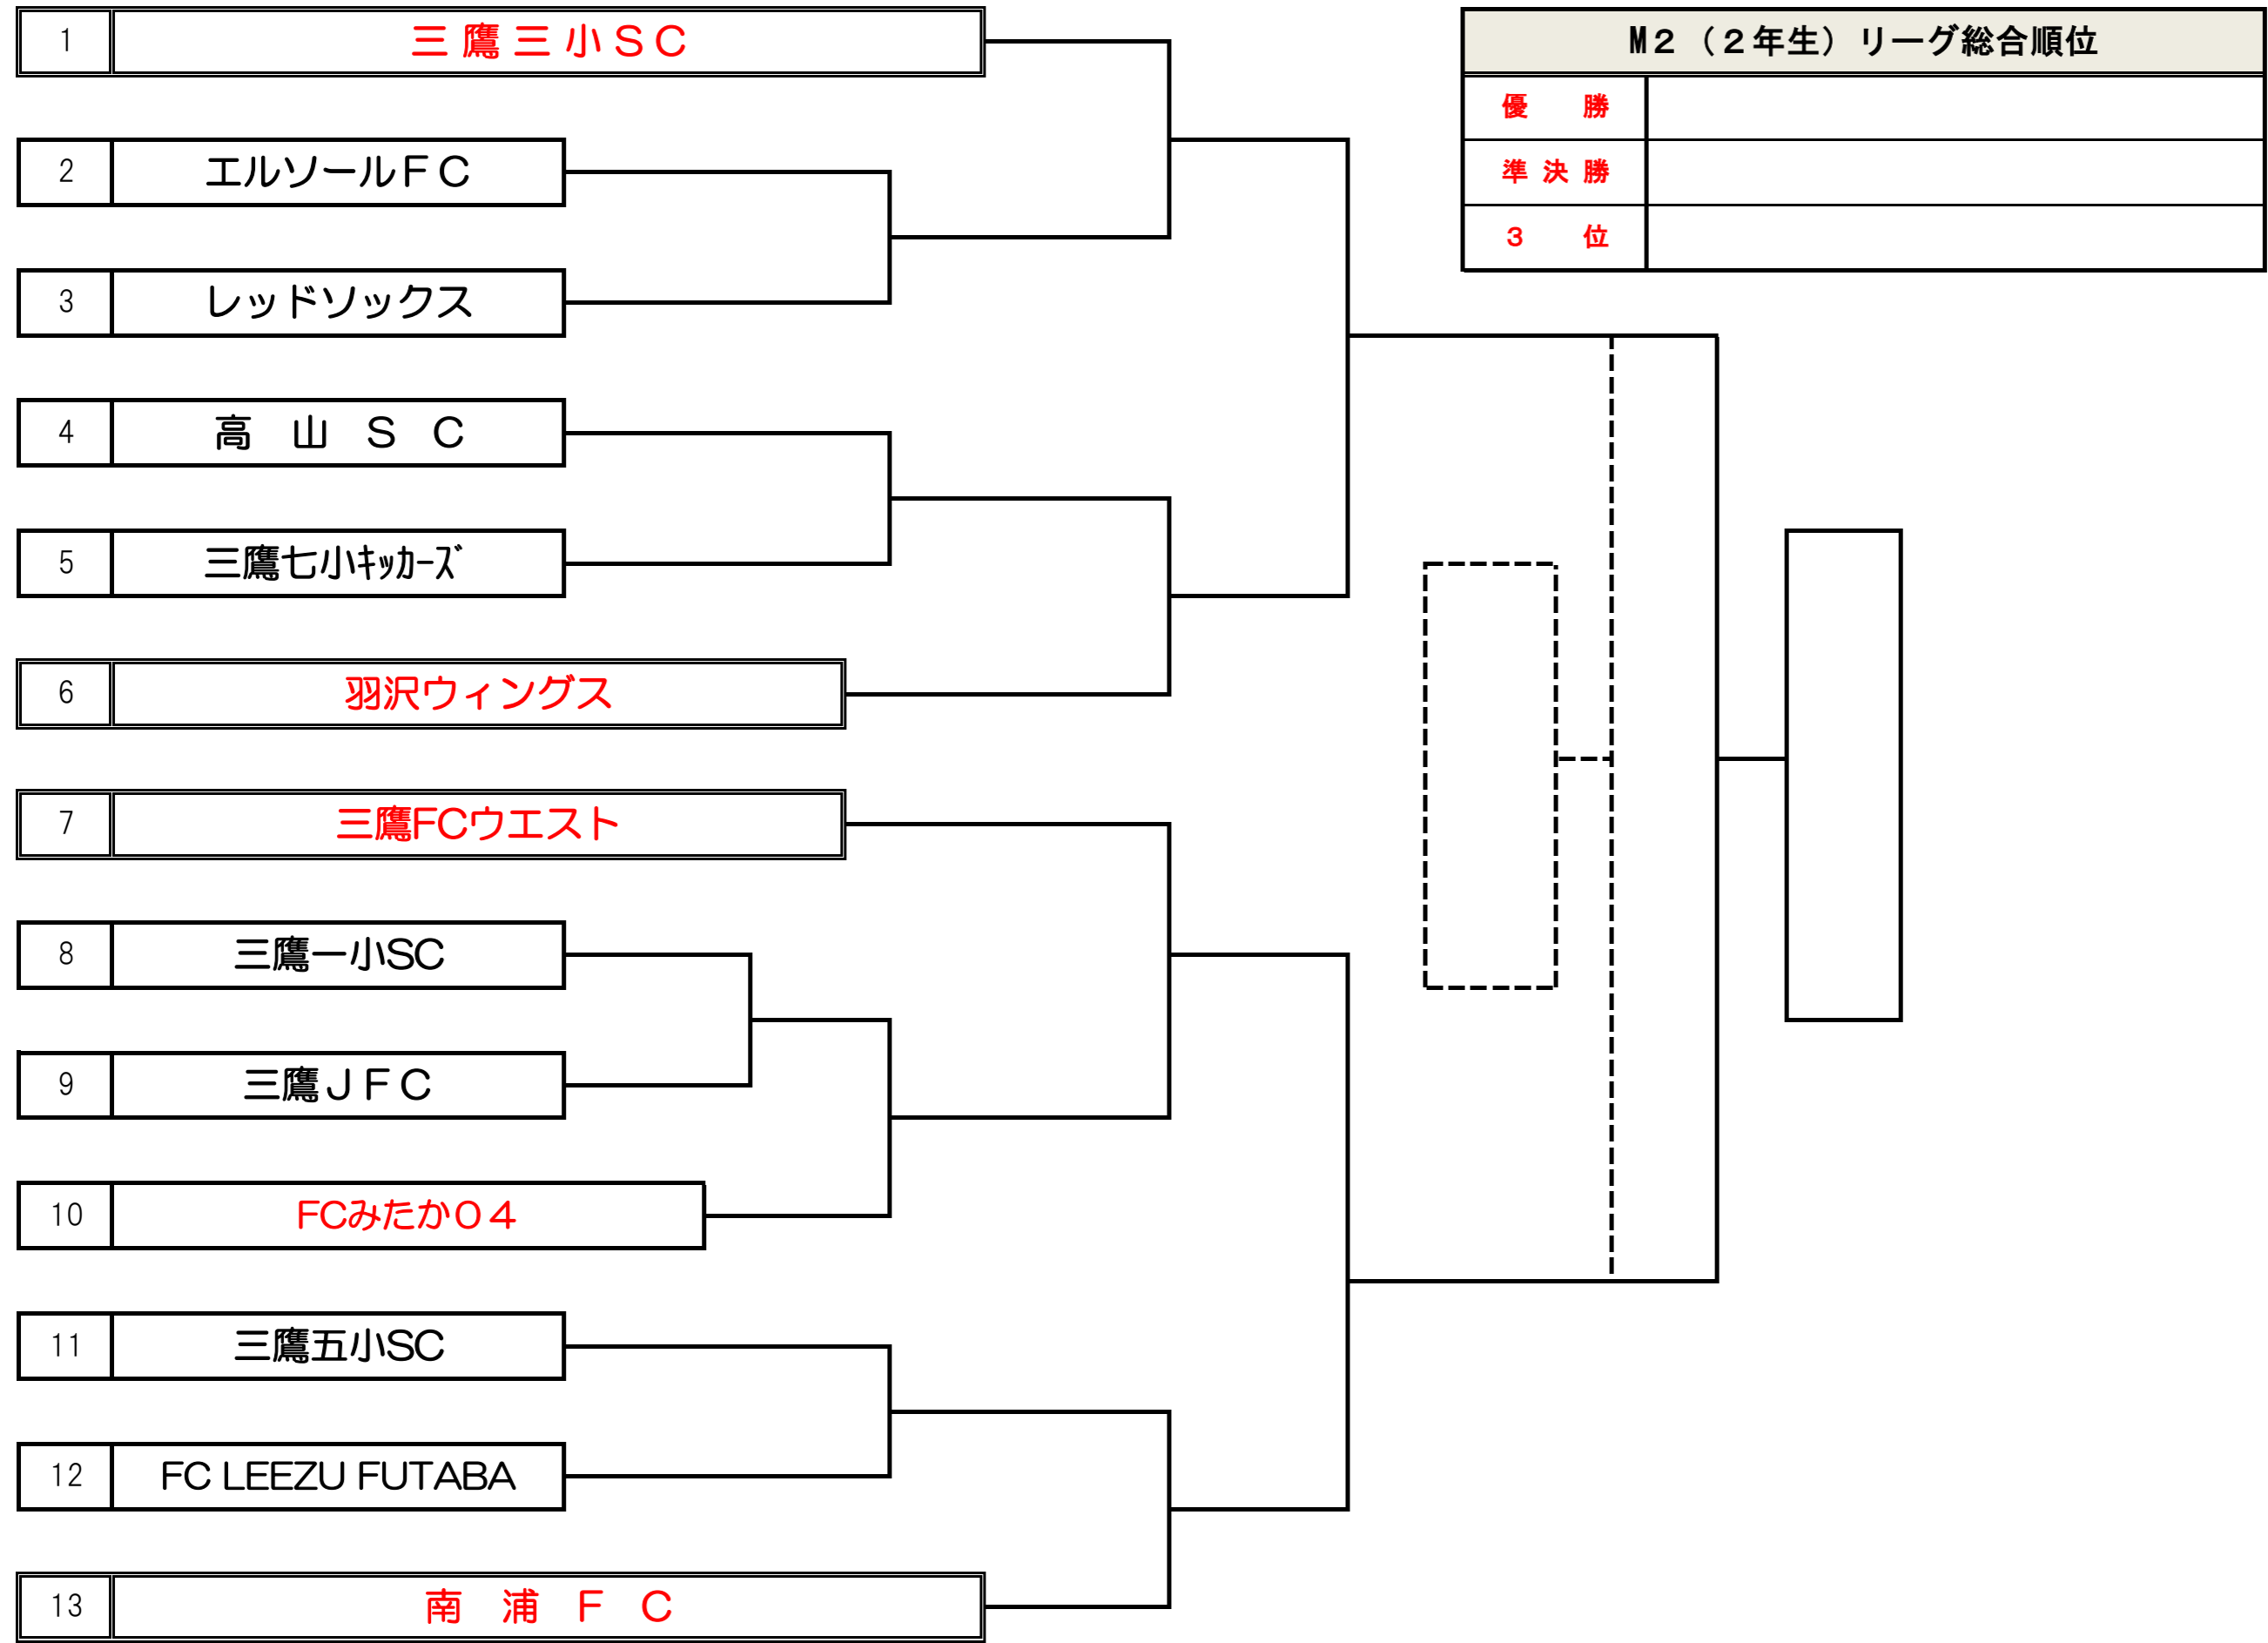 1 三鷹三小ＳＣ
2 エルソールＦＣ
3 レッドソックス
4 高　山　Ｓ　Ｃ
5 三鷹七小ｷｯｶｰｽﾞ
6 羽沢ウィングス
7 三鷹FCウエスト
8 三鷹一小SC
9 三鷹ＪＦＣ
10 FCみたか０４
11 三鷹五小SC
12 FC LEEZU FUTABA
13 南　浦　Ｆ　Ｃ
Ｍ２（２年生）リーグ総合順位
優　　勝
準 決 勝
３　　位